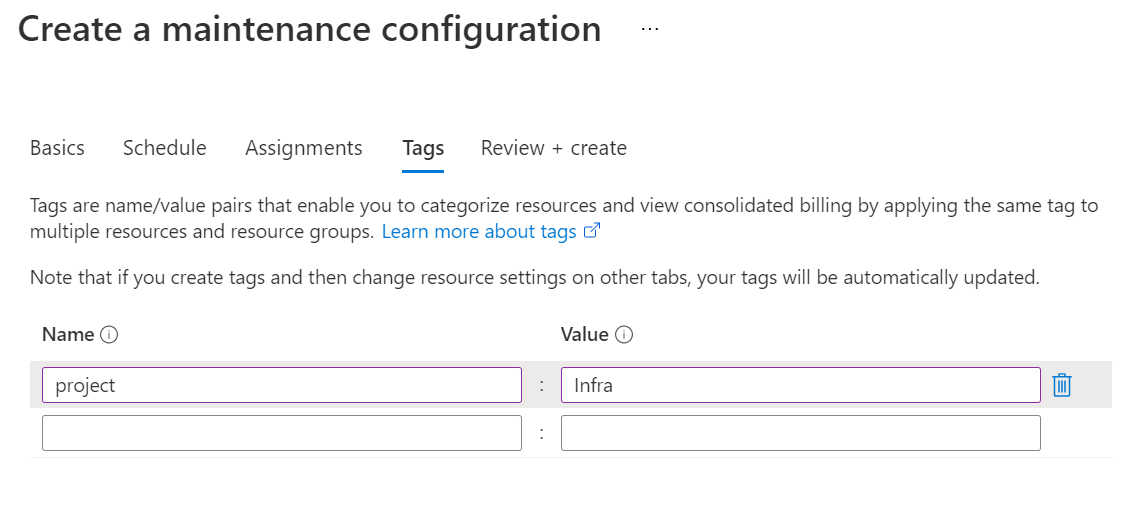 Create a maintenance configuration ...
Basics Schedule Assignments Tags Review + create
Tags are name/value pairs that enable you to categorize resources and view consolidated billing by applying the same tag to
multiple resources and resource groups. Learn more about tags
Note that if you create tags and then change resource settings on other tabs, your tags will be automatically updated.
Name Value
project : Infra
: